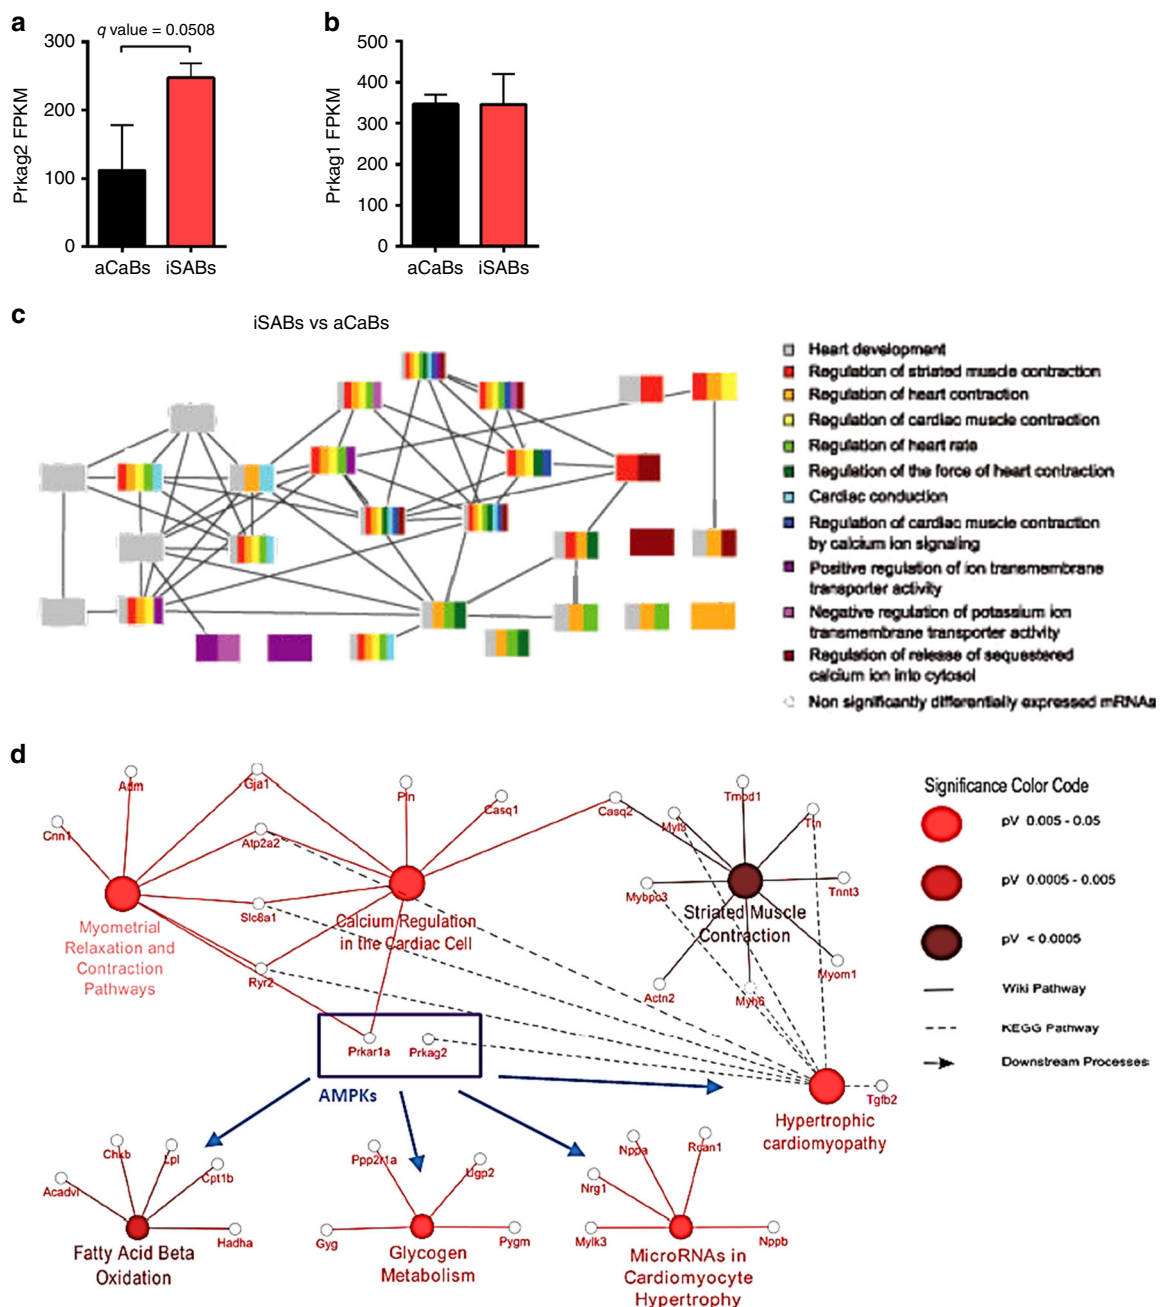 a
b
q value = 0.0508
Prkag2 FPKM
300
200
100
0
aCaBs
iSABs
Prkag1 FPKM
500
400
300
200
100
0
aCaBs
iSABs
c
iSABs vs aCaBs
Heart development
Regulation of striated muscle contraction
Regulation of heart contraction
Regulation of cardiac muscle contraction
Regulation of heart rate
Regulation of the force of heart contraction
Cardiac conduction
Regulation of cardiac muscle contraction
by calcium ion signaling
Positive regulation of ion transmembrane
transporter activity
Negative regulation of potassium ion
transmembrane transporter activity
Regulation of release of sequestered
calcium ion into cytosol
Non significantly differentially expressed mRNAs
d
Adm
Gja1
Cnn1
Atp2a2
Pln
Casq1
Casq2
Slc8a1
Ryr2
Myometrial
Relaxation and
Contraction
Pathways
Calcium Regulation
in the Cardiac Cell
Tmod1
Myl3
Ttn
Mybpc3
Tnnt3
Striated Muscle
Contraction
Actn2
Myh6
Myom1
Prkar1a
Prkag2
AMPKs
Tgfb2
Hypertrophic
cardiomyopathy
Significance Color Code
pV 0.005 - 0.05
pV 0.0005 - 0.005
pV < 0.0005
Wiki Pathway
KEGG Pathway
Downstream Processes
Chkb
Lpl
Cpt1b
Acadvl
Hadha
Fatty Acid Beta
Oxidation
Ppp2r1a
Ugp2
Gyg
Pygm
Glycogen
Metabolism
Nppa
Rcan1
Nrg1
Mylk3
Nppb
MicroRNAs in
Cardiomyocyte
Hypertrophy